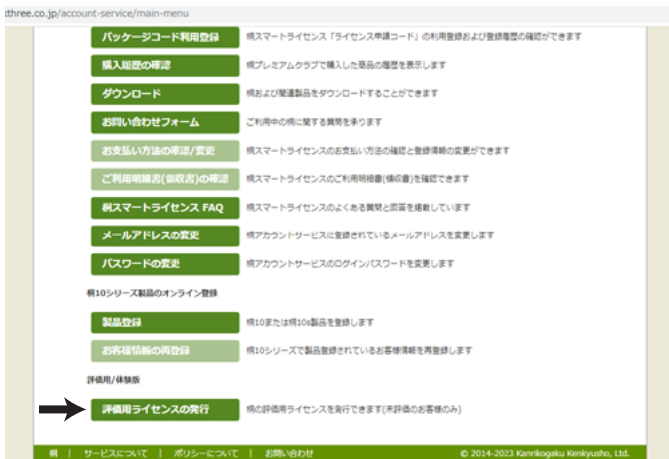 three.co.jp/account-service/main-menu
パッケージコード利用登録 桐スマートライセンス「ライセンス申請コード」の利用登録および登録履歴の確認ができます
購入履歴の確認 桐プレミアムクラブで購入した商品の履歴を表示します
ダウンロード 桐および関連製品をダウンロードすることができます
お問い合わせフォーム ご利用中の桐に関する質問を承ります
お支払い方法の確認/変更 桐スマートライセンスのお支払い方法の確認と登録情報の変更ができます
ご利用明細書(領収書)の確認 桐スマートライセンスのご利用明細書(領収書)を確認できます
桐スマートライセンス FAQ 桐スマートライセンスのよくある質問と回答を掲載しています
メールアドレスの変更 桐アカウントサービスに登録されているメールアドレスを変更します
パスワードの変更 桐アカウントサービスのログインパスワードを変更します
桐10シリーズ製品のオンライン登録
製品登録 桐10または桐10s製品を登録します
お客様情報の再登録 桐10シリーズで製品登録されているお客様情報を再登録します
評価用/体験版
評価用ライセンスの発行 桐の評価用ライセンスを発行できます(未評価のお客様のみ)
桐 | サービスについて | ポリシーについて | お問い合わせ © 2014-2023 Kanrikogaku Kenkyusho, Ltd.